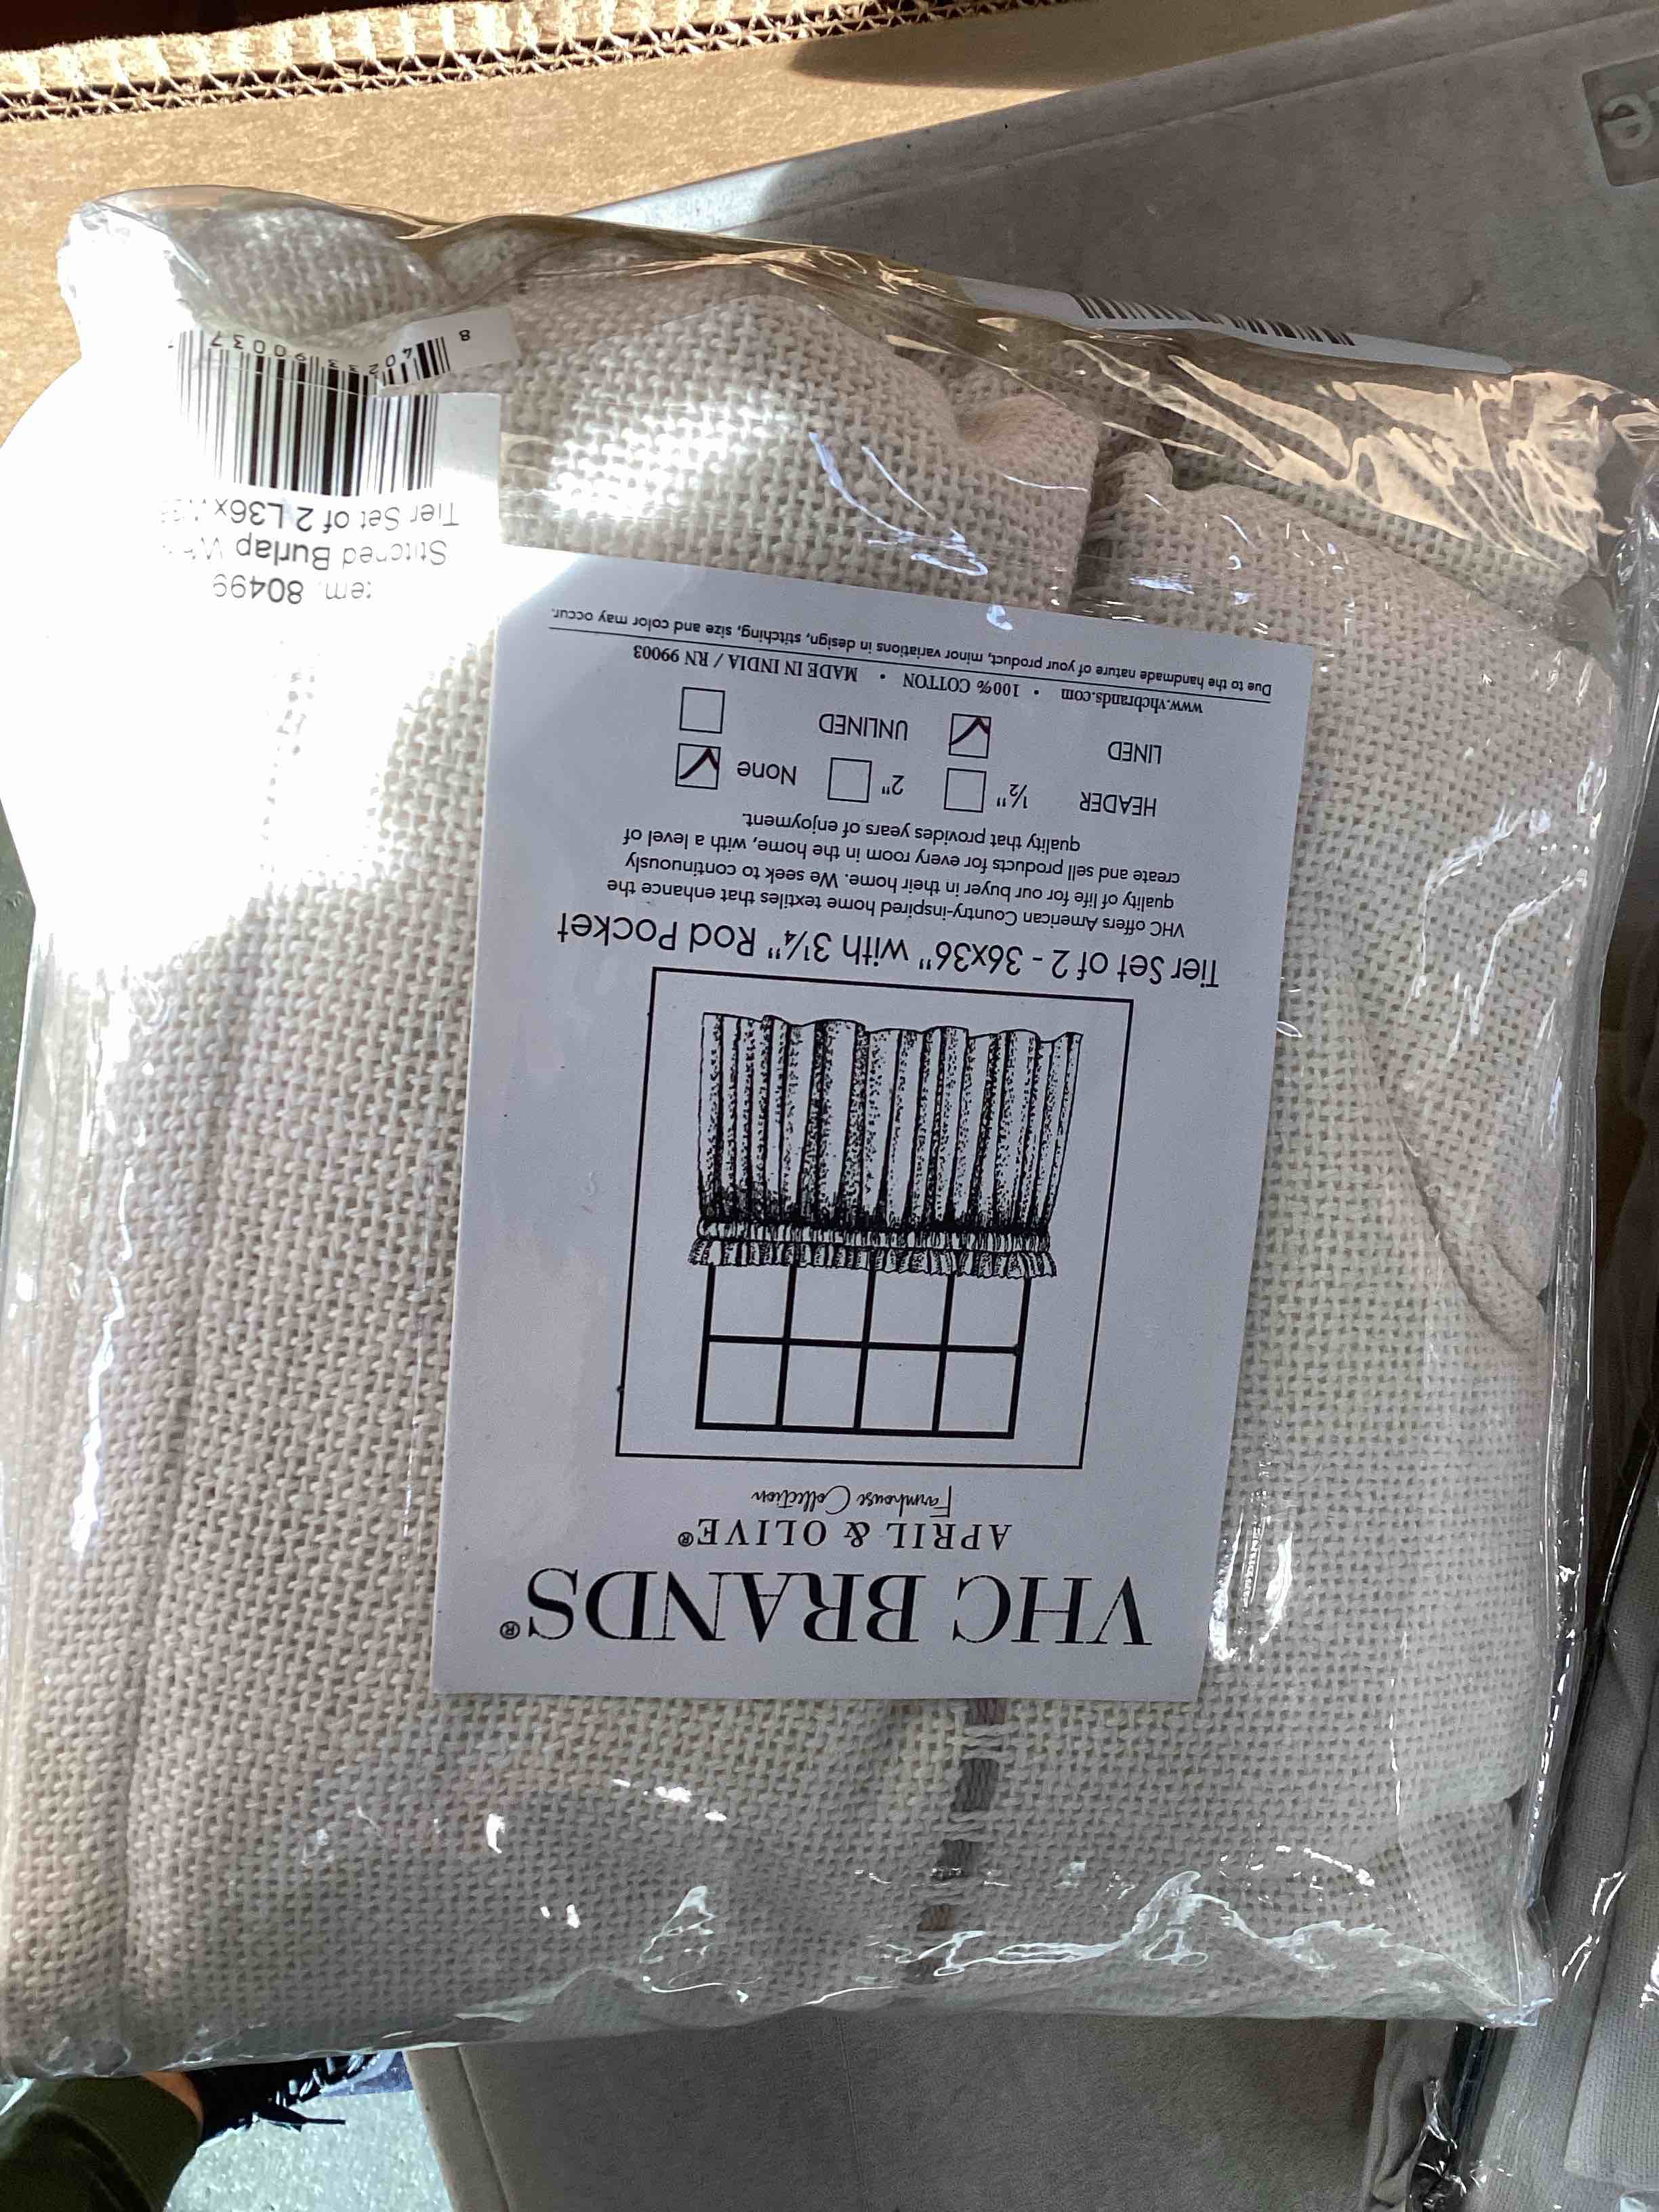 VHC BRANDS®
APRIL & OLIVE®
Farmhouse Collection
Tier Set of 2 - 36x36" with 3¼" Rod Pocket
VHC offers American Country-inspired home textiles that enhance the
quality of life for our buyer in their home. We seek to continuously
create and sell products for every room in the home, with a level of
quality that provides years of enjoyment.
HEADER ½" 2" None
LINED UNLINED
www.vhcbrands.com • 100% COTTON • MADE IN INDIA / RN 99003
Due to the handmade nature of your product, minor variations in design, stitching, size and color may occur.
80499
Stitched Burlap
Tier Set of 2 L36x
8 40233 90037
e